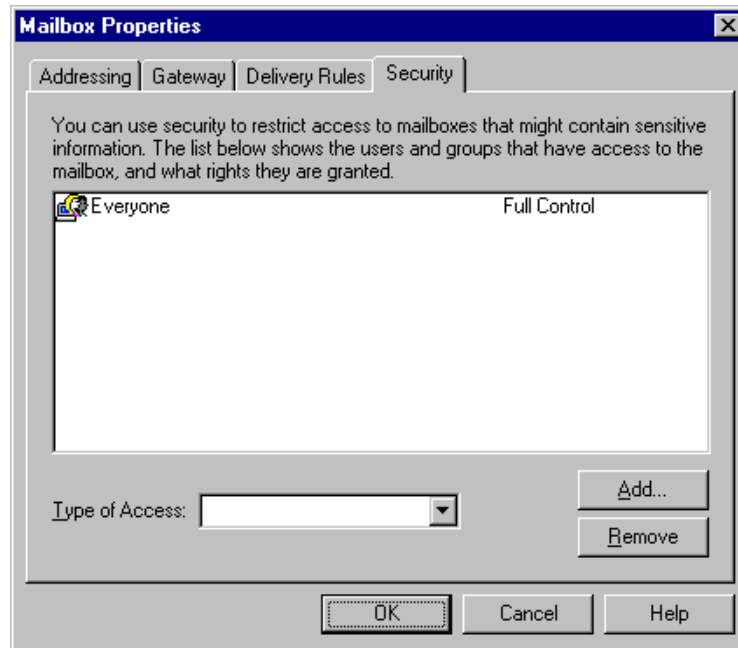 Mailbox Properties
Addressing Gateway Delivery Rules Security
You can use security to restrict access to mailboxes that might contain sensitive
information. The list below shows the users and groups that have access to the
mailbox, and what rights they are granted.
Everyone Full Control
Add...
Type of Access:
Remove
OK Cancel Help